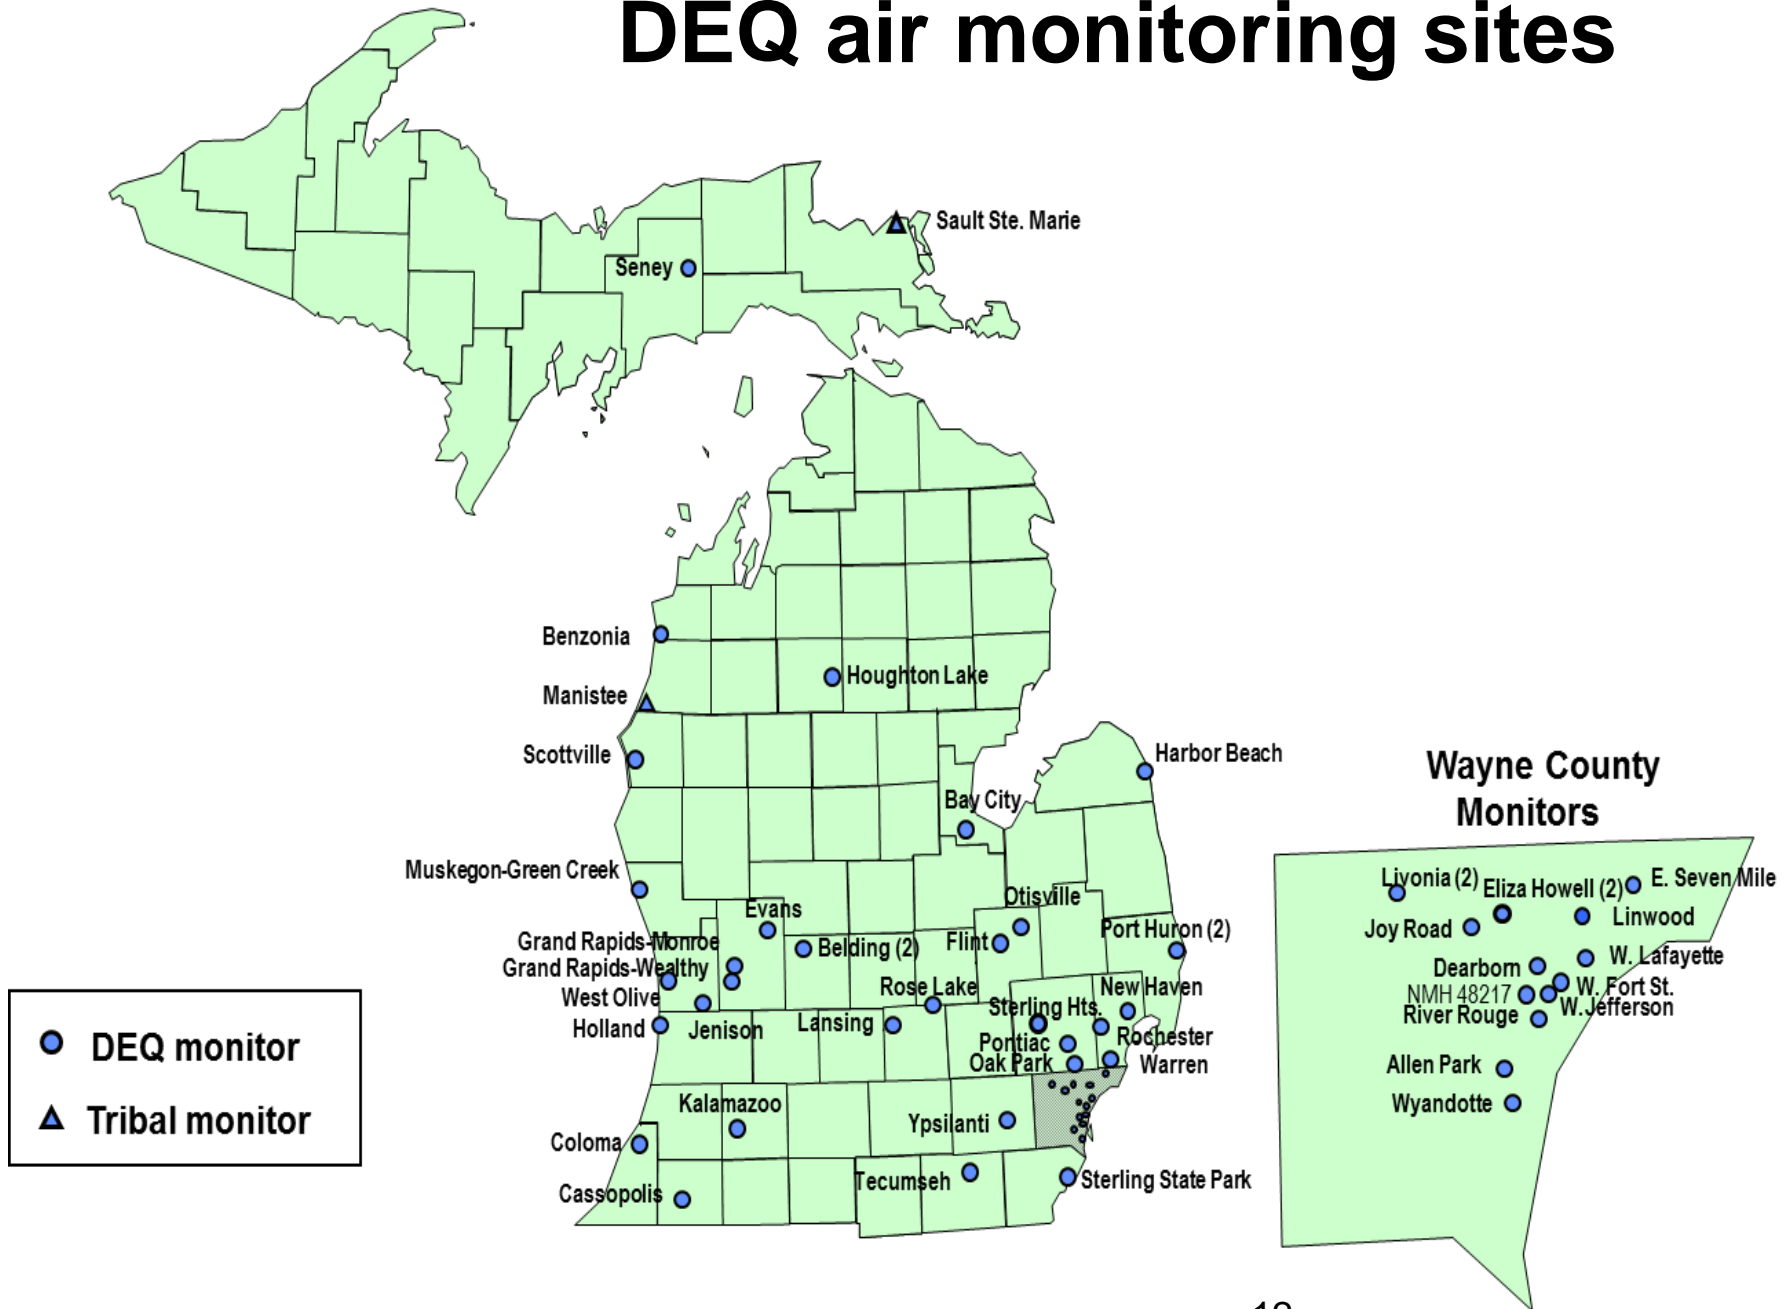 DEQ air monitoring sites
Sault Ste. Marie
Seney
Benzonia
Houghton Lake
Manistee
Scottville
Harbor Beach
Bay City
Muskegon-Green Creek
Otisville
Evans
Port Huron (2)
Grand Rapids-Monroe
Belding (2)
Flint
Grand Rapids-Wealthy
West Olive
Rose Lake
New Haven
Sterling Hts.
Holland
Jenison
Lansing
Pontiac
Rochester
Oak Park
Warren
Kalamazoo
Ypsilanti
Coloma
Cassopolis
Tecumseh
Sterling State Park
DEQ monitor
Tribal monitor
Wayne County
Monitors
Livonia (2)
Eliza Howell (2)
E. Seven Mile
Joy Road
Linwood
W. Lafayette
Dearborn
W. Fort St.
NMH 48217
W.Jefferson
River Rouge
Allen Park
Wyandotte